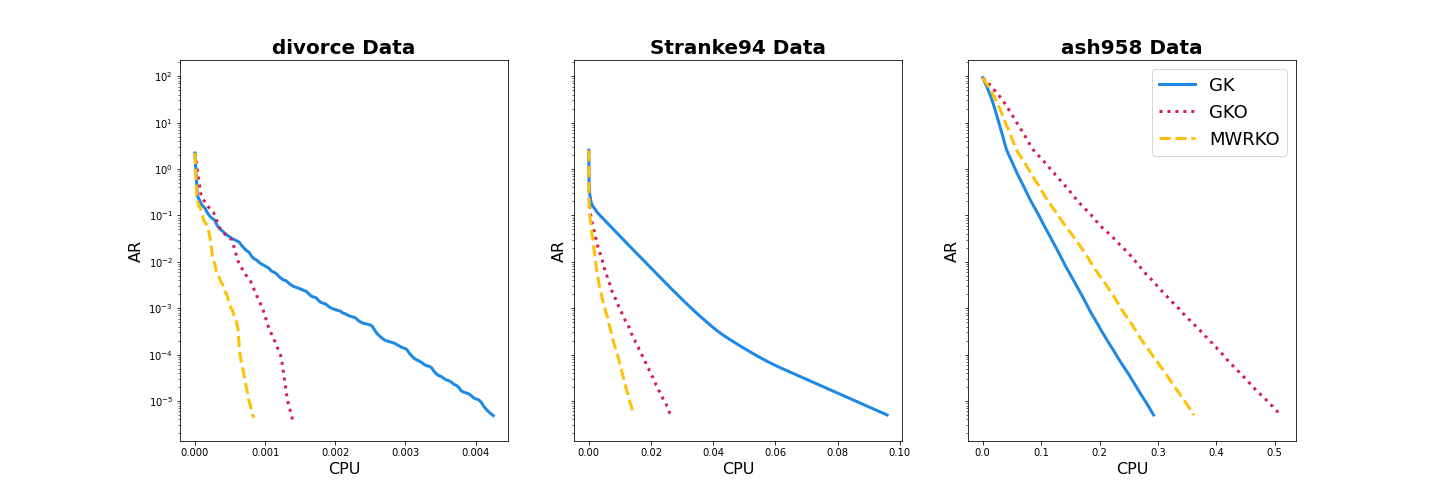 divorce Data
Stranke94 Data
ash958 Data
GK
GKO
MWRKO
AR
10²
10¹
10⁰
10⁻¹
10⁻²
10⁻³
10⁻⁴
10⁻⁵
0.000 0.001 0.002 0.003 0.004
CPU
AR
0.00 0.02 0.04 0.06 0.08 0.10
CPU
AR
0.0 0.1 0.2 0.3 0.4 0.5
CPU